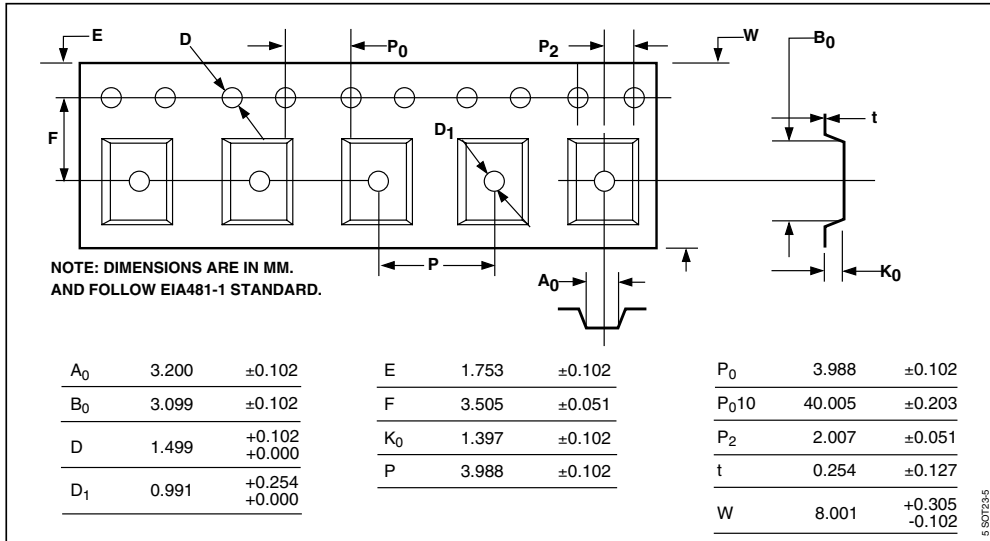 E
D
P0
P2
W
B0
t
F
D1
P
A0
K0
NOTE: DIMENSIONS ARE IN MM.
AND FOLLOW EIA481-1 STANDARD.
A0 3.200 ±0.102
B0 3.099 ±0.102
D 1.499 +0.102 +0.000
D1 0.991 +0.254 +0.000
E 1.753 ±0.102
F 3.505 ±0.051
K0 1.397 ±0.102
P 3.988 ±0.102
P0 3.988 ±0.102
P010 40.005 ±0.203
P2 2.007 ±0.051
t 0.254 ±0.127
W 8.001 +0.305 -0.102
5 SOT23-5